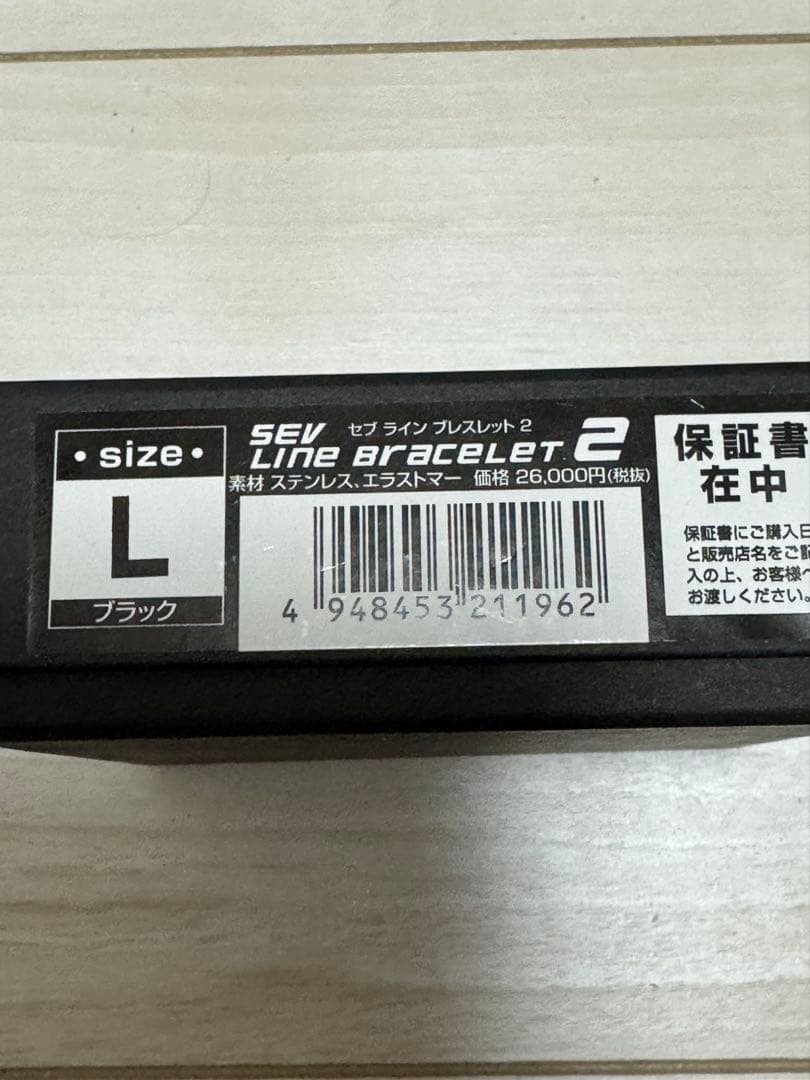 • size •
L
ブラック
SEV セブ ライン ブレスレット 2
LINE BRACELET 2
素材 ステンレス、エラストマー 価格 26,000円(税抜)
4 948453 211962
保証書
在中
保証書にご購入日
と販売店名をご記
入の上、お客様へ
お渡しください。